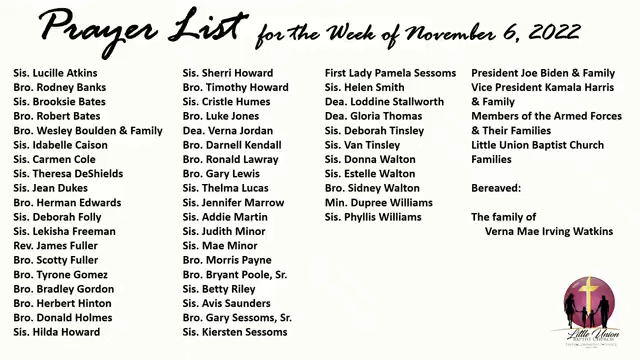 Prayer List for the Week of November 6, 2022
Sis. Lucille Atkins
Bro. Rodney Banks
Sis. Brooksie Bates
Bro. Robert Bates
Bro. Wesley Boulden & Family
Sis. Idabelle Caison
Sis. Carmen Cole
Sis. Theresa DeShields
Sis. Jean Dukes
Bro. Herman Edwards
Sis. Deborah Folly
Sis. Lekisha Freeman
Rev. James Fuller
Bro. Scotty Fuller
Bro. Tyrone Gomez
Bro. Bradley Gordon
Bro. Herbert Hinton
Bro. Donald Holmes
Sis. Hilda Howard
Sis. Sherri Howard
Bro. Timothy Howard
Sis. Cristle Humes
Bro. Luke Jones
Dea. Verna Jordan
Bro. Darnell Kendall
Bro. Ronald Lawray
Bro. Gary Lewis
Sis. Thelma Lucas
Sis. Jennifer Marrow
Sis. Addie Martin
Sis. Judith Minor
Sis. Mae Minor
Bro. Morris Payne
Bro. Bryant Poole, Sr.
Sis. Betty Riley
Sis. Avis Saunders
Bro. Gary Sessoms, Sr.
Sis. Kiersten Sessoms
First Lady Pamela Sessoms
Sis. Helen Smith
Dea. Loddine Stallworth
Dea. Gloria Thomas
Sis. Deborah Tinsley
Sis. Van Tinsley
Sis. Donna Walton
Sis. Estelle Walton
Bro. Sidney Walton
Min. Dupree Williams
Sis. Phyllis Williams
President Joe Biden & Family
Vice President Kamala Harris
& Family
Members of the Armed Forces
& Their Families
Little Union Baptist Church
Families
Bereaved:
The family of
Verna Mae Irving Watkins
Little Union
BAPTIST CHURCH